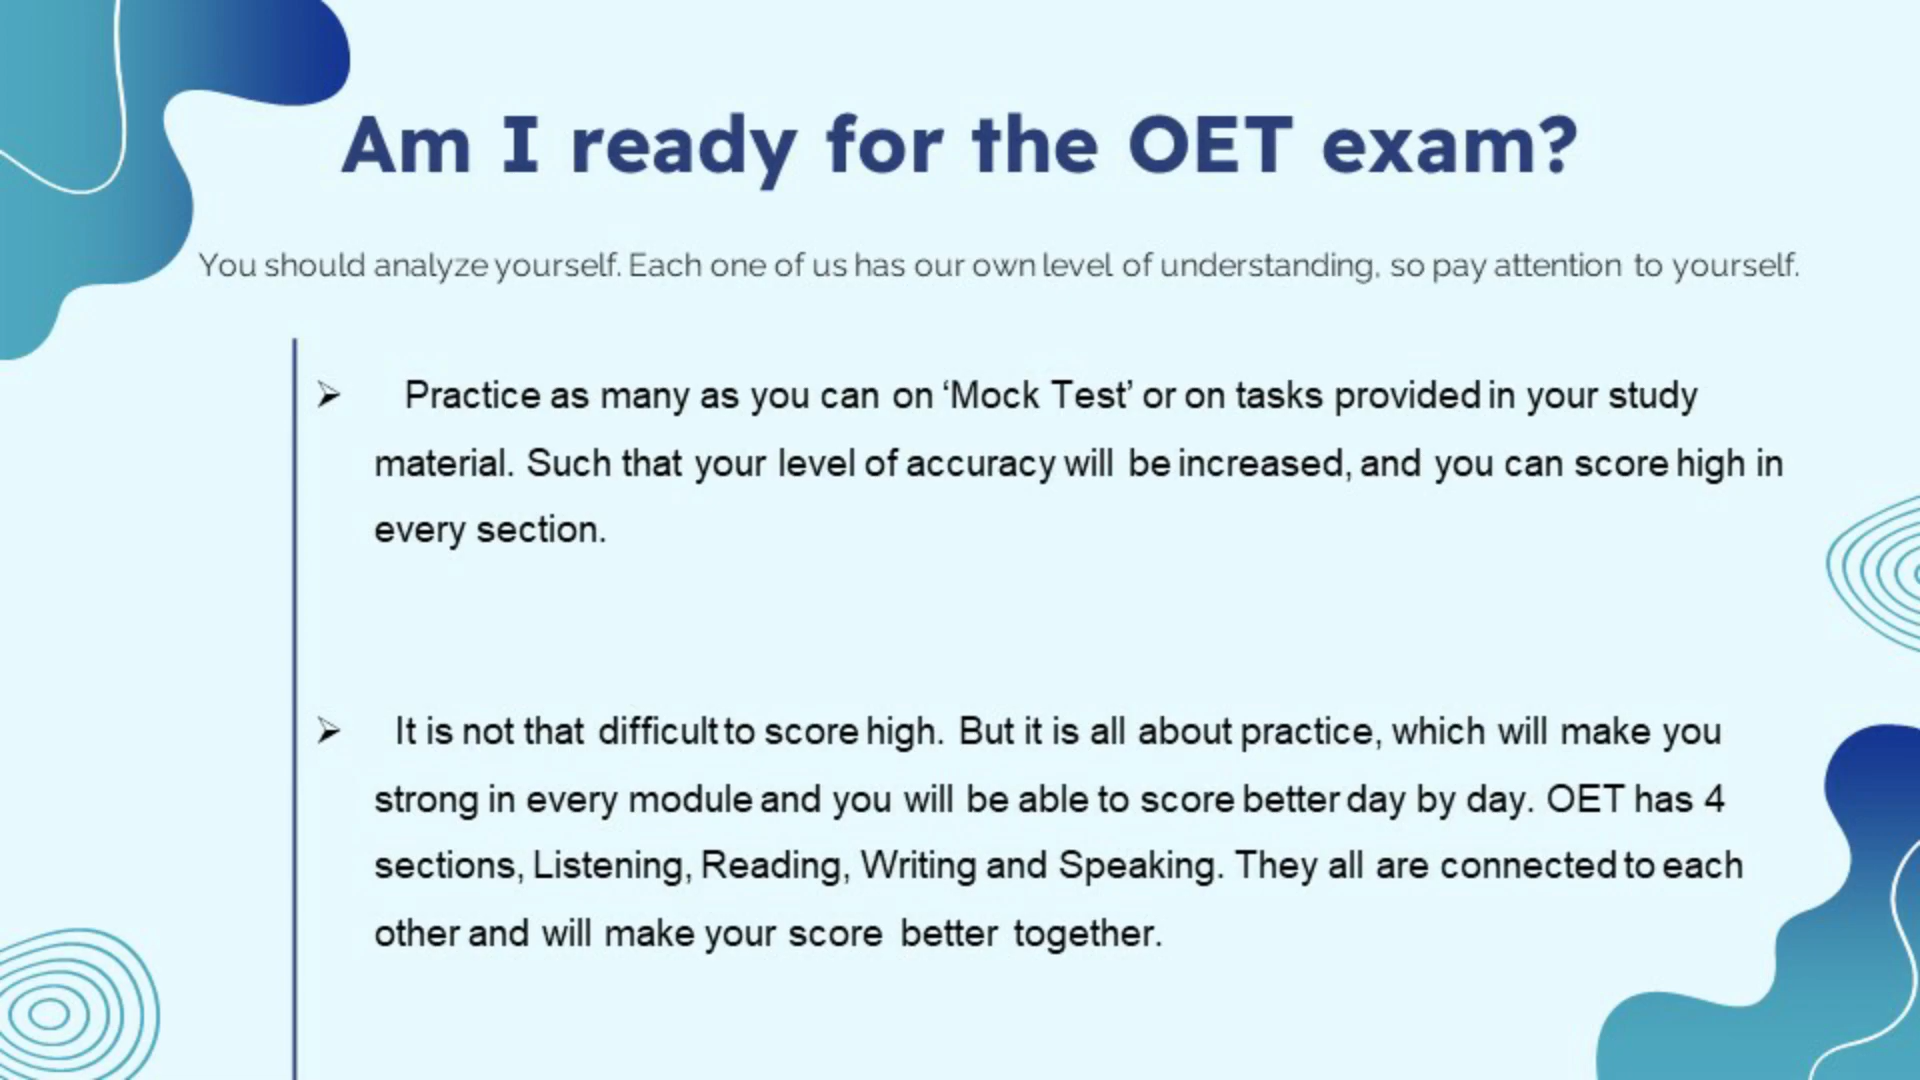 Am I ready for the OET exam?
You should analyze yourself. Each one of us has our own level of understanding, so pay attention to yourself.
➢ Practice as many as you can on ‘Mock Test’ or on tasks provided in your study
material. Such that your level of accuracy will be increased, and you can score high in
every section.
➢ It is not that difficult to score high. But it is all about practice, which will make you
strong in every module and you will be able to score better day by day. OET has 4
sections, Listening, Reading, Writing and Speaking. They all are connected to each
other and will make your score better together.